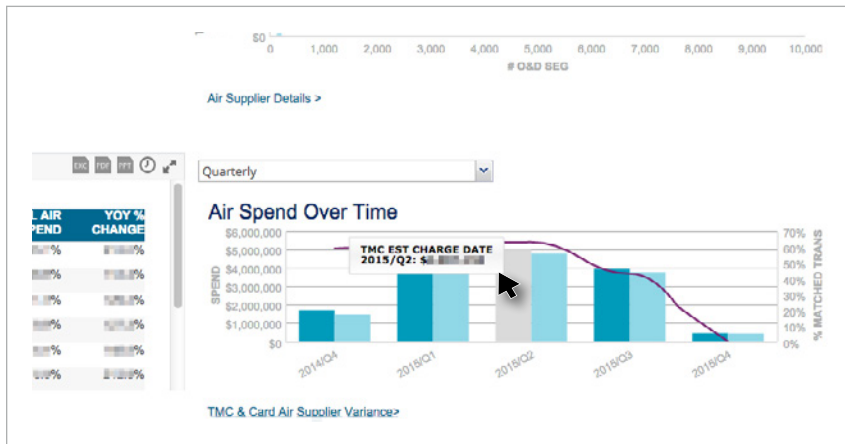 $0
0 1,000 2,000 3,000 4,000 5,000 6,000 7,000 8,000 9,000 10,000
# O&D SEG
Air Supplier Details >
EXC PDF PPT
Quarterly
AIR
PEND
YOY %
CHANGE
Air Spend Over Time
SPEND
$6,000,000
$5,000,000
$4,000,000
$3,000,000
$2,000,000
$1,000,000
$0
TMC EST CHARGE DATE
2015/Q2: $
70%
60%
50%
40%
30%
20%
10%
0%
% MATCHED TRANS
2014/Q4 2015/Q1 2015/Q2 2015/Q3 2015/Q4
% %
% %
% %
% %
% %
% %
TMC & Card Air Supplier Variance>